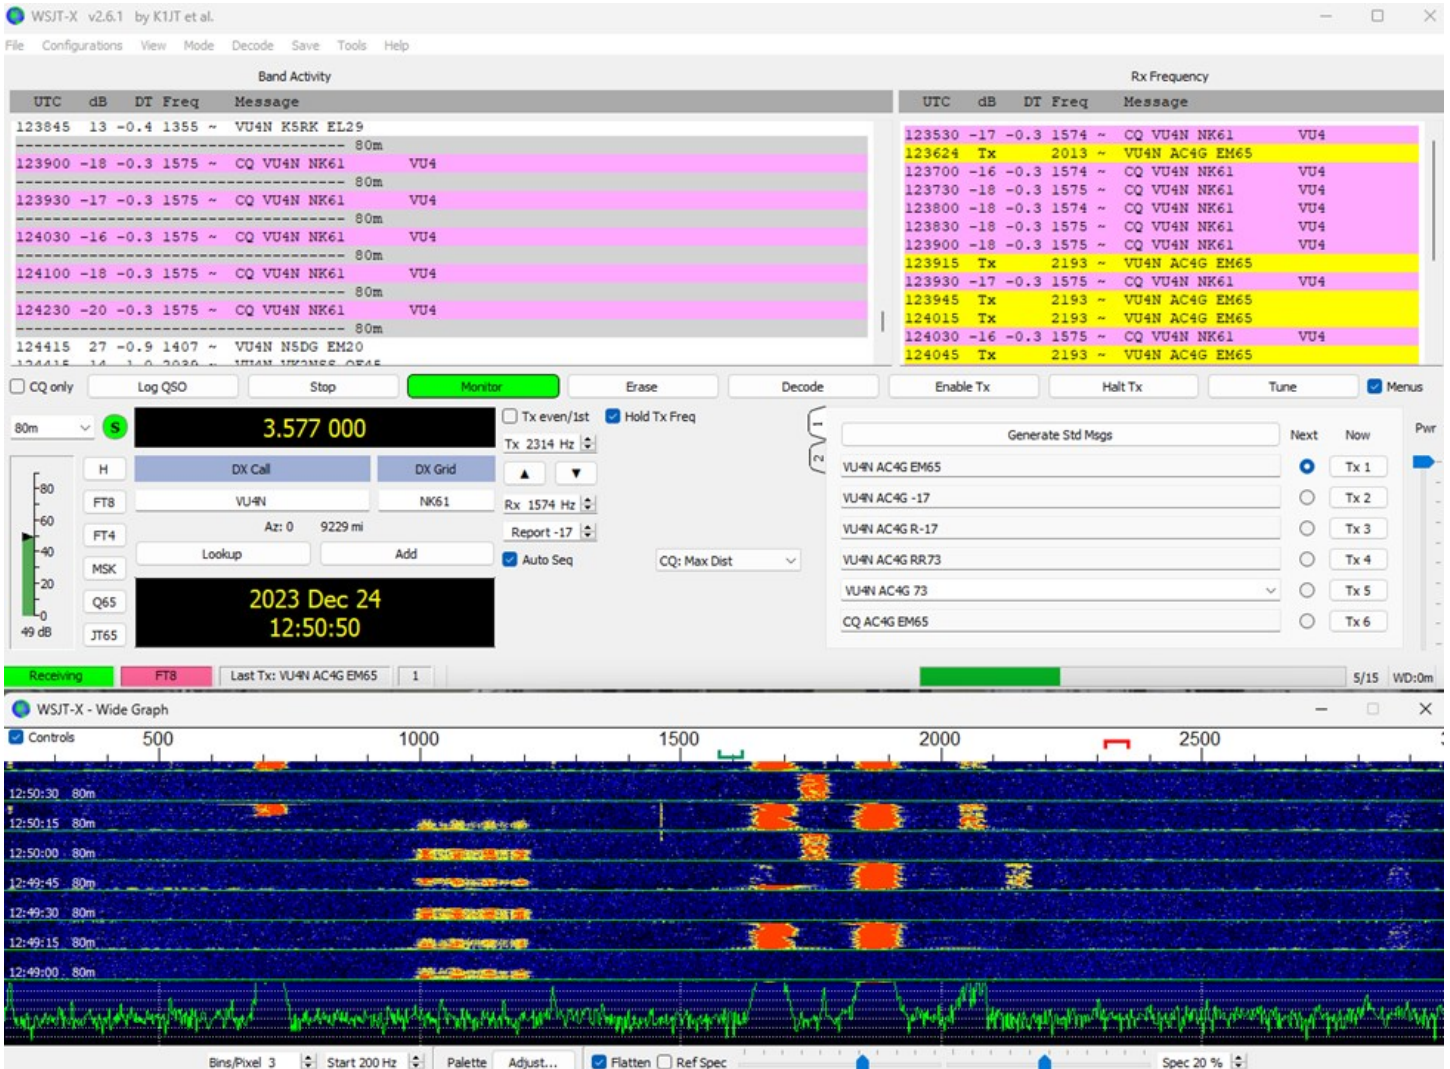 WSJT-X v2.6.1 by K1JT et al.
File Configurations View Mode Decode Save Tools Help
Band Activity
UTC dB DT Freq Message
123845 13 -0.4 1355 ~ VU4N K5RK EL29
---------------------------------- 80m
123900 -18 -0.3 1575 ~ CQ VU4N NK61 VU4
---------------------------------- 80m
123930 -17 -0.3 1575 ~ CQ VU4N NK61 VU4
---------------------------------- 80m
124030 -16 -0.3 1575 ~ CQ VU4N NK61 VU4
---------------------------------- 80m
124100 -18 -0.3 1575 ~ CQ VU4N NK61 VU4
---------------------------------- 80m
124230 -20 -0.3 1575 ~ CQ VU4N NK61 VU4
---------------------------------- 80m
124415 27 -0.9 1407 ~ VU4N N5DG EM20
Rx Frequency
UTC dB DT Freq Message
123530 -17 -0.3 1574 ~ CQ VU4N NK61 VU4
123624 Tx 2013 ~ VU4N AC4G EM65
123700 -16 -0.3 1574 ~ CQ VU4N NK61 VU4
123730 -18 -0.3 1575 ~ CQ VU4N NK61 VU4
123800 -18 -0.3 1574 ~ CQ VU4N NK61 VU4
123830 -18 -0.3 1575 ~ CQ VU4N NK61 VU4
123900 -18 -0.3 1575 ~ CQ VU4N NK61 VU4
123915 Tx 2193 ~ VU4N AC4G EM65
123930 -17 -0.3 1575 ~ CQ VU4N NK61 VU4
123945 Tx 2193 ~ VU4N AC4G EM65
124015 Tx 2193 ~ VU4N AC4G EM65
124030 -16 -0.3 1575 ~ CQ VU4N NK61 VU4
124045 Tx 2193 ~ VU4N AC4G EM65
CQ only Log QSO Stop Monitor Erase Decode Enable Tx Halt Tx Tune Menus
80m S 3.577 000
Tx even/1st Hold Tx Freq
Tx 2314 Hz
H DX Call DX Grid
FT8 VU4N NK61
Rx 1574 Hz
Az: 0 9229 mi
Report -17
FT4
Lookup Add
Auto Seq CQ: Max Dist
MSK
Q65
JT65
2023 Dec 24
12:50:50
-80
-60
-40
-20
-0
49 dB
1
2
Generate Std Msgs Next Now Pwr
VU4N AC4G EM65 Tx 1
VU4N AC4G -17 Tx 2
VU4N AC4G R-17 Tx 3
VU4N AC4G RR73 Tx 4
VU4N AC4G 73 Tx 5
CQ AC4G EM65 Tx 6
Receiving FT8 Last Tx: VU4N AC4G EM65 1 5/15 WD:0m
WSJT-X - Wide Graph
Controls 500 1000 1500 2000 2500
12:50:30 80m
12:50:15 80m
12:50:00 80m
12:49:45 80m
12:49:30 80m
12:49:15 80m
12:49:00 80m
Bins/Pixel 3 Start 200 Hz Palette Adjust... Flatten Ref Spec Spec 20 %